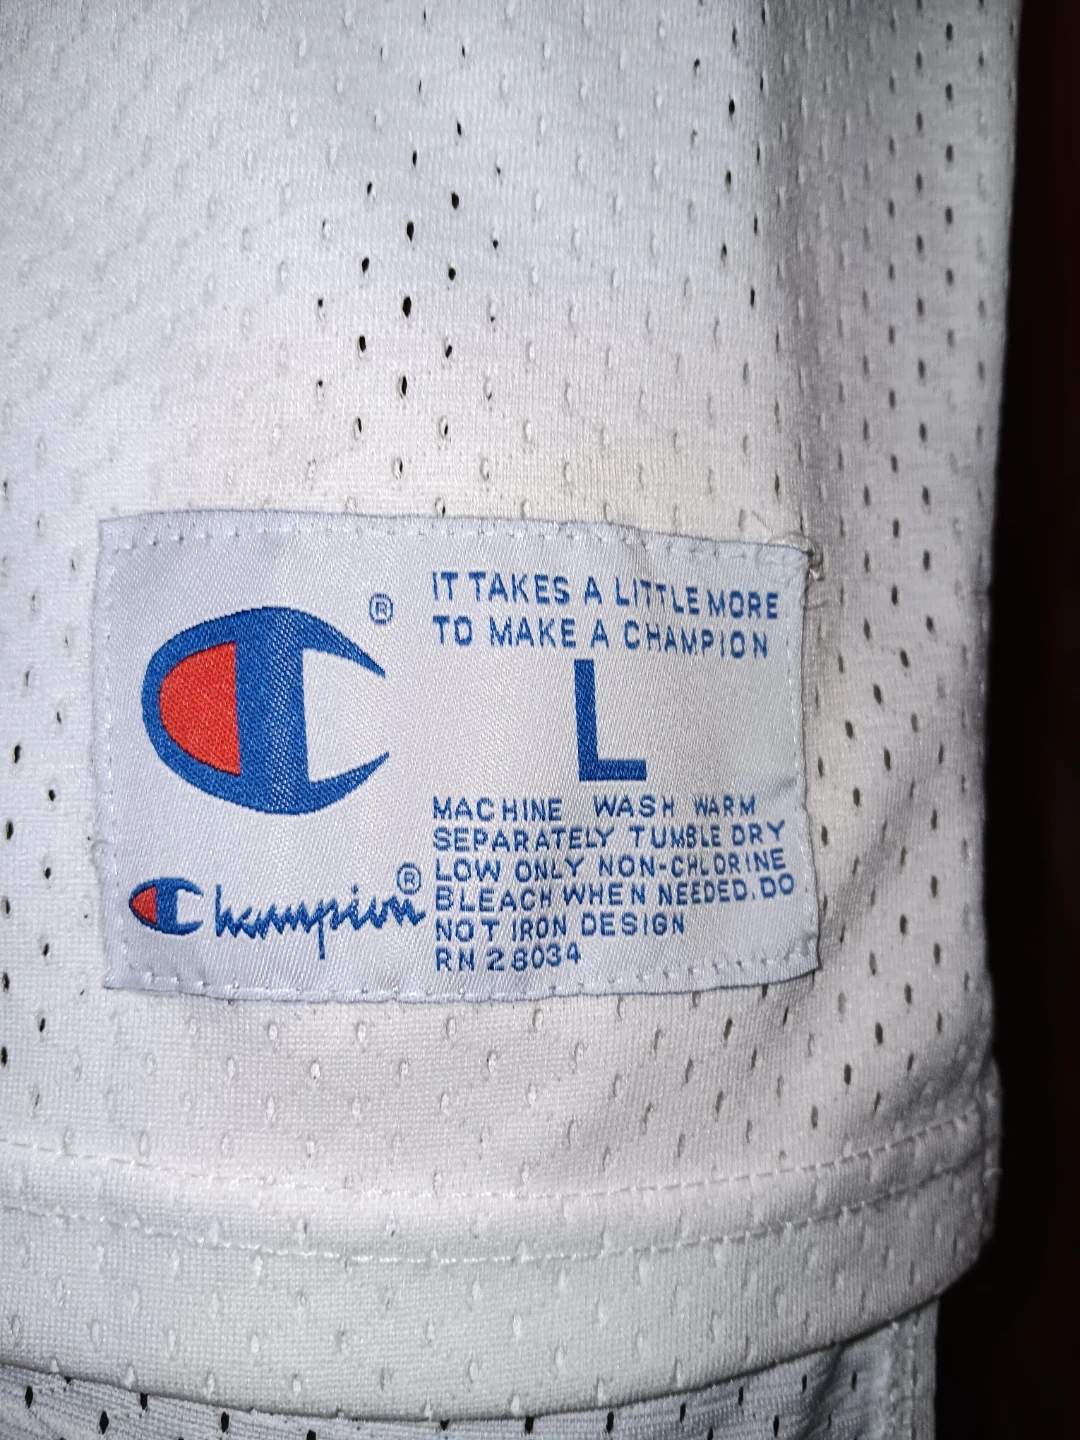 ®
IT TAKES A LITTLE MORE
TO MAKE A CHAMPION
L
MACHINE WASH WARM
SEPARATELY TUMBLE DRY
LOW ONLY NON-CHLORINE
BLEACH WHEN NEEDED. DO
NOT IRON DESIGN
RN 28034
Champion®